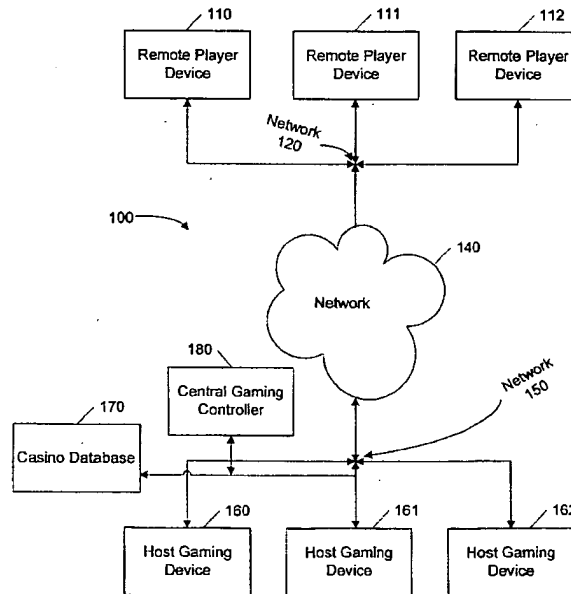 110
111
112
Remote Player
Device
Remote Player
Device
Remote Player
Device
Network
120
100
140
Network
180
Central Gaming
Controller
170
Casino Database
Network
150
160
161
162
Host Gaming
Device
Host Gaming
Device
Host Gaming
Device